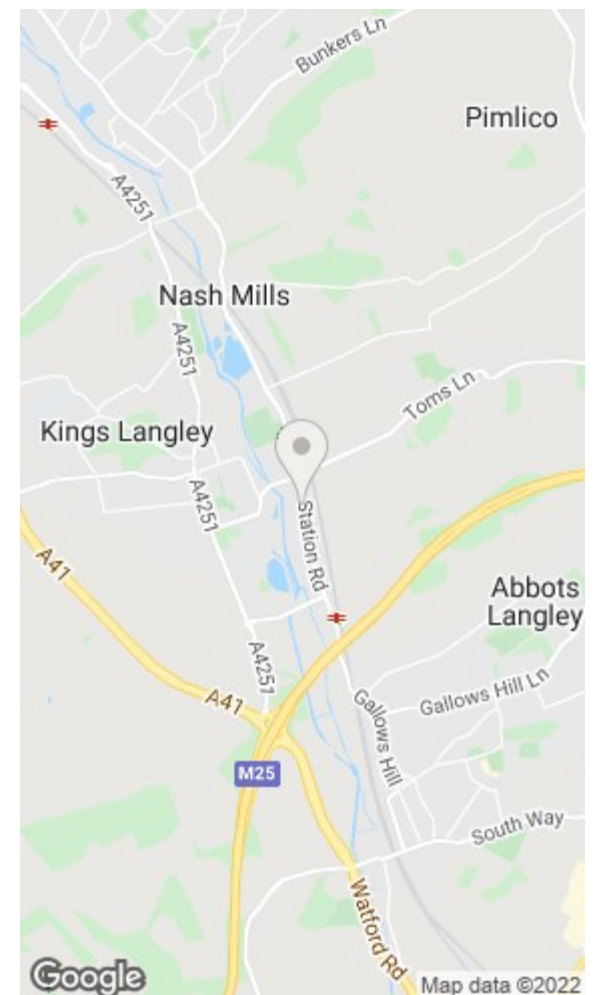 Bunkers Ln
Pimlico
A4251
Nash Mills
A4251
Toms Ln
Kings Langley
A4251
Station Rd
A41
Abbots
Langley
A4251
Gallows Hill Ln
A41
Gallows Hill
M25
South Way
Watford Rd
Google
Map data ©2022